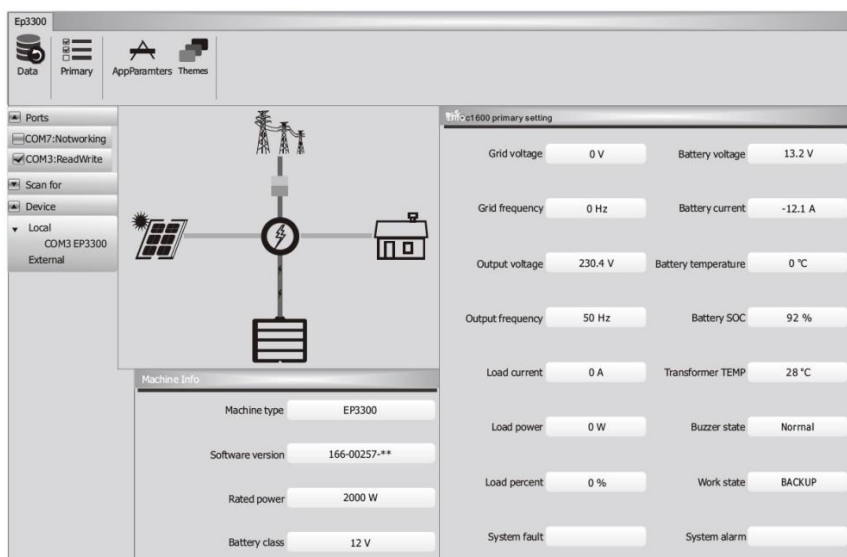 Ep3300
Data
Primary
AppParamters
Themes
Ports
COM7:Notworking
COM3:ReadWrite
Scan for
Device
Local
COM3 EP3300
External
Machine Info
Machine type EP3300
Software version 166-00257-**
Rated power 2000 W
Battery class 12 V
c1600 primary setting
Grid voltage 0 V Battery voltage 13.2 V
Grid frequency 0 Hz Battery current -12.1 A
Output voltage 230.4 V Battery temperature 0 ℃
Output frequency 50 Hz Battery SOC 92 %
Load current 0 A Transformer TEMP 28 °C
Load power 0 W Buzzer state Normal
Load percent 0 % Work state BACKUP
System fault System alarm